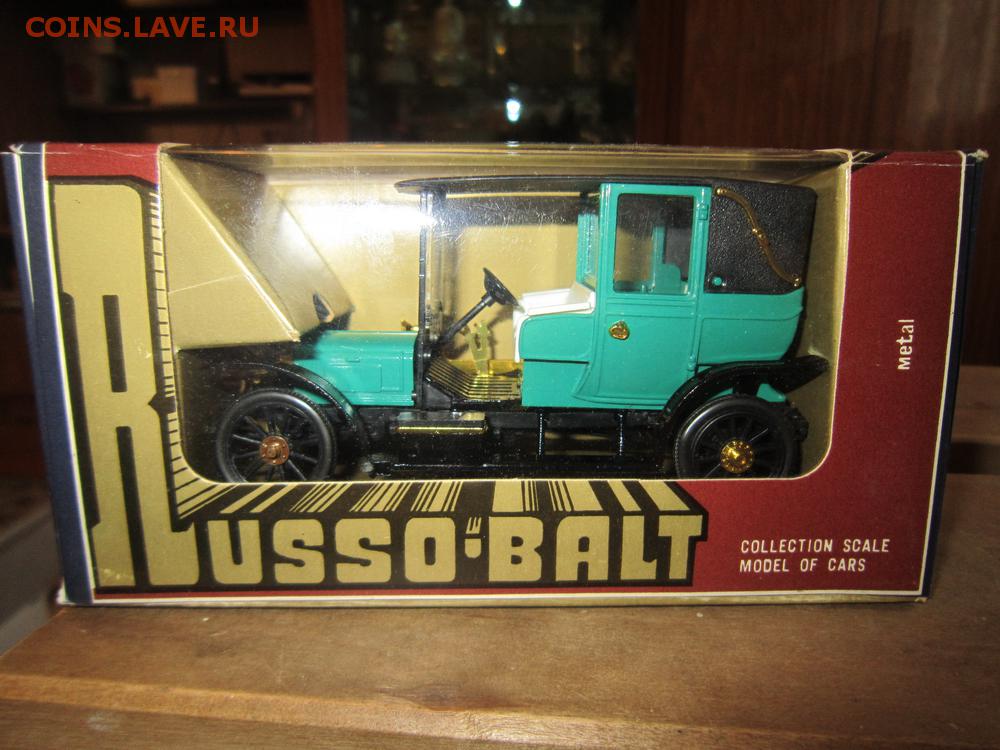 COINS.LAVE.RU
Metal
RUSSO-BALT
COLLECTION SCALE
MODEL OF CARS